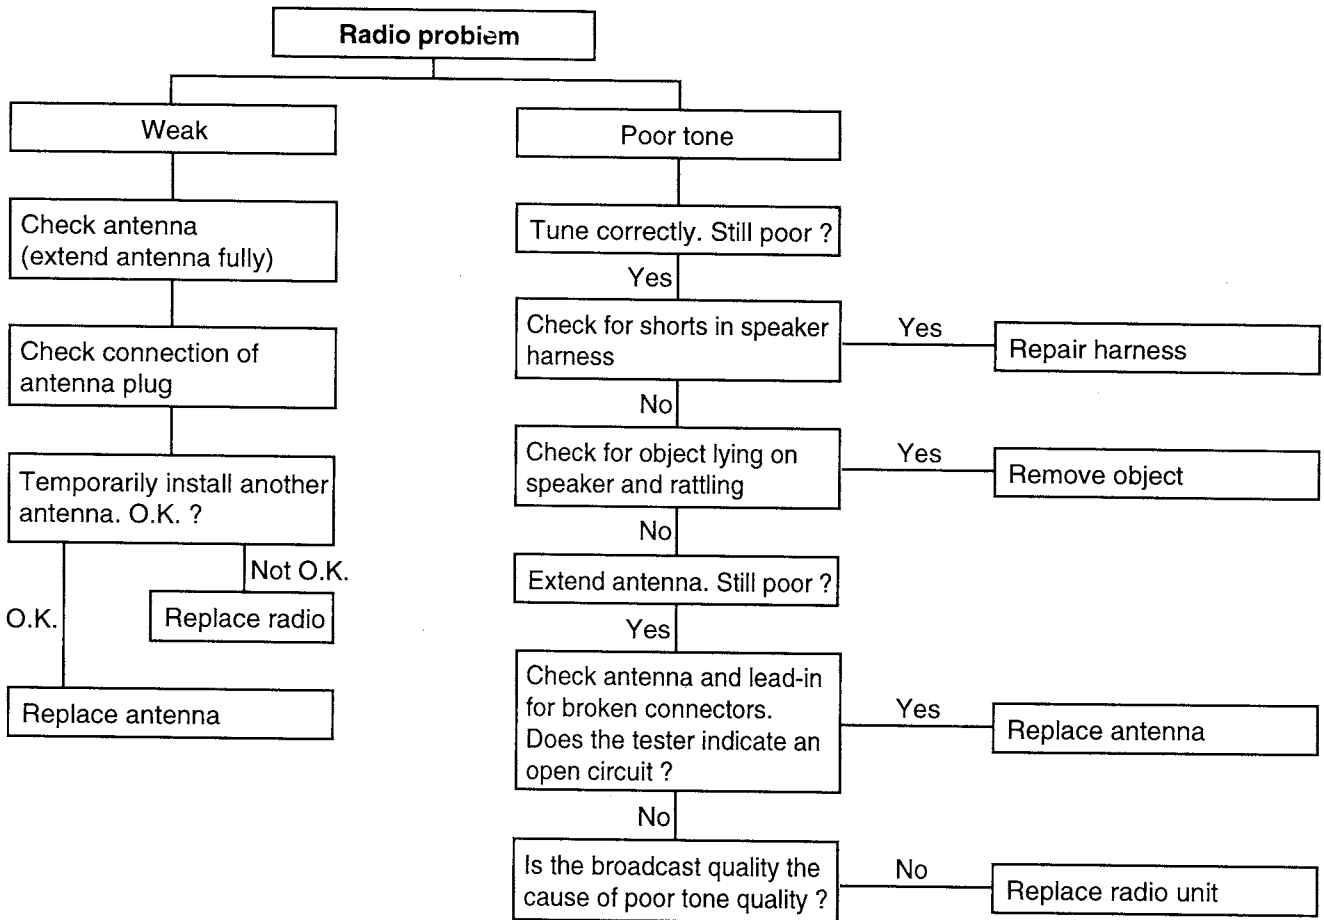 Radio problem
Weak
Check antenna
(extend antenna fully)
Check connection of
antenna plug
Temporarily install another
antenna. O.K. ?
Not O.K.
O.K.
Replace radio
Replace antenna
Poor tone
Tune correctly. Still poor ?
Yes
Check for shorts in speaker
harness
Yes
Repair harness
No
Check for object lying on
speaker and rattling
Yes
Remove object
No
Extend antenna. Still poor ?
Yes
Check antenna and lead-in
for broken connectors.
Does the tester indicate an
open circuit ?
Yes
Replace antenna
No
Is the broadcast quality the
cause of poor tone quality ?
No
Replace radio unit